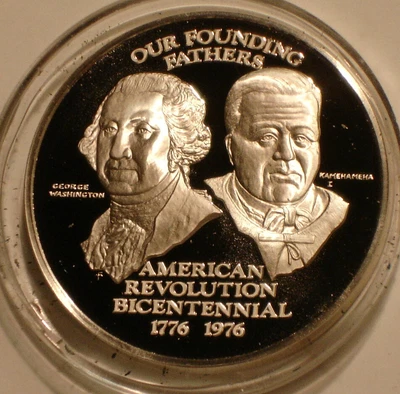 OUR FOUNDING
FATHERS
GEORGE
WASHINGTON
KAMEHAMEHA
I
AMERICAN
REVOLUTION
BICENTENNIAL
1776 1976